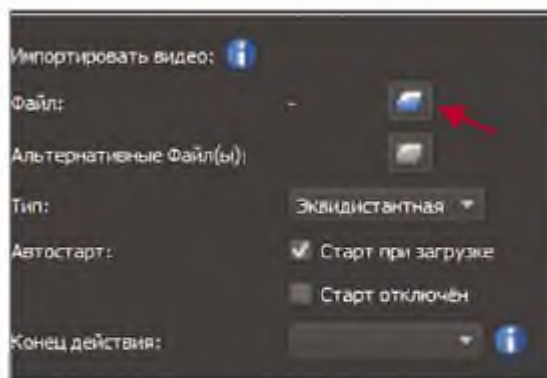 Импортировать видео:
Файл: -
Альтернативные Файл(ы):
Тип: Эквидистантная
Автостарт: Старт при загрузке
Старт отключён
Конец действия: